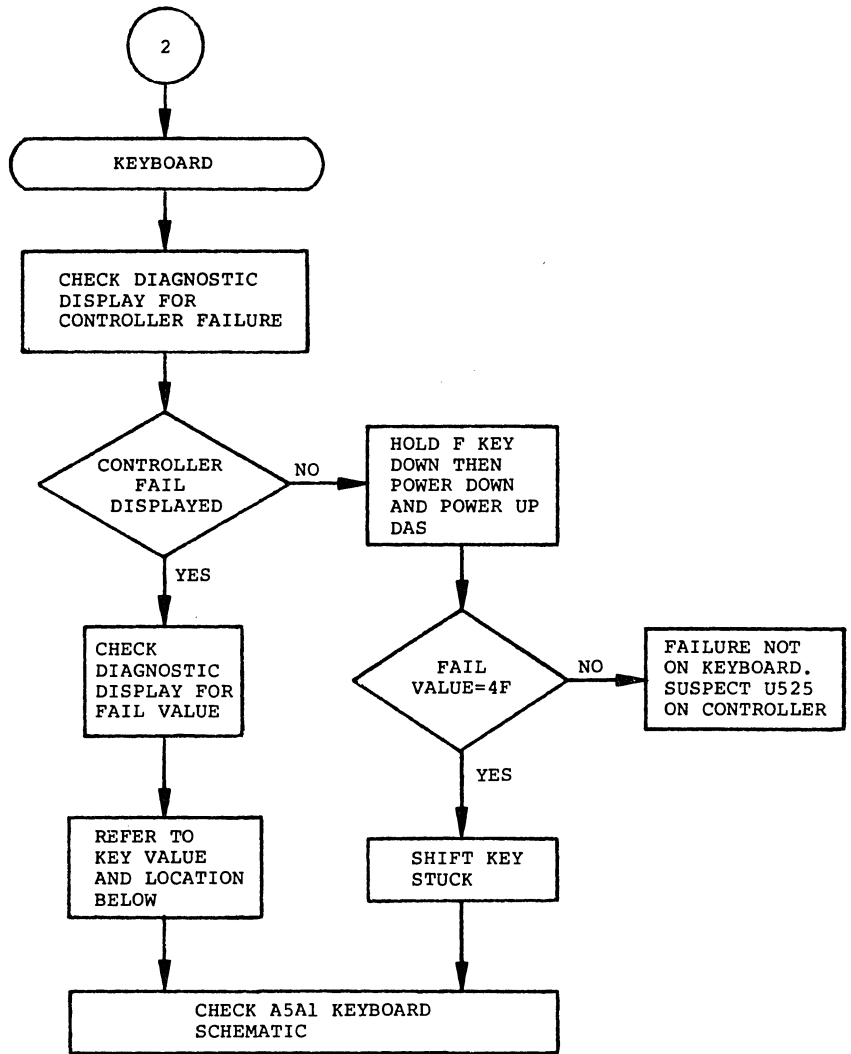 2
KEYBOARD
CHECK DIAGNOSTIC
DISPLAY FOR
CONTROLLER FAILURE
CONTROLLER
FAIL
DISPLAYED
NO
HOLD F KEY
DOWN THEN
POWER DOWN
AND POWER UP
DAS
YES
CHECK
DIAGNOSTIC
DISPLAY FOR
FAIL VALUE
FAIL
VALUE=4F
NO
FAILURE NOT
ON KEYBOARD.
SUSPECT U525
ON CONTROLLER
YES
REFER TO
KEY VALUE
AND LOCATION
BELOW
SHIFT KEY
STUCK
CHECK A5A1 KEYBOARD
SCHEMATIC